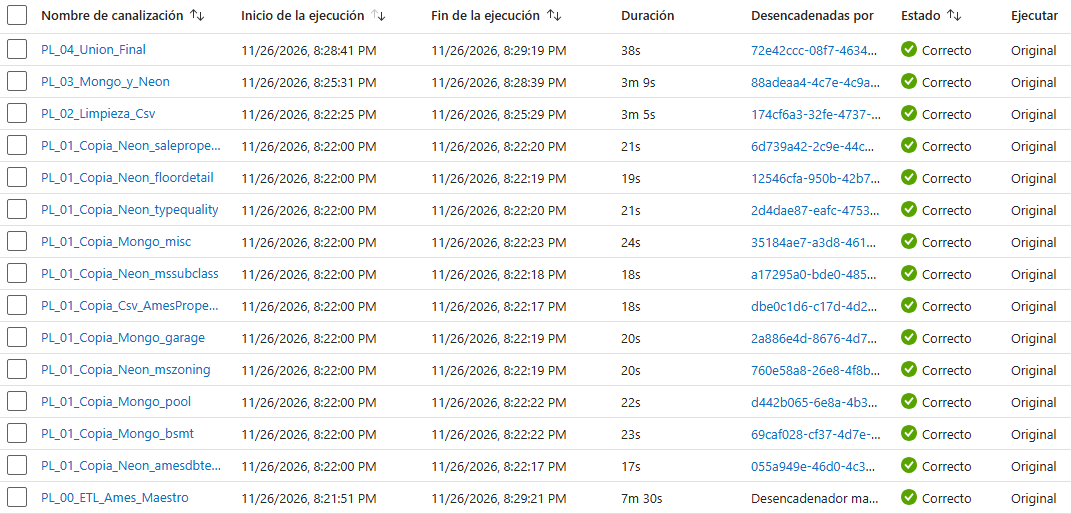 Nombre de canalización Inicio de la ejecución Fin de la ejecución Duración Desencadenadas por Estado Ejecutar
PL_04_Union_Final 11/26/2026, 8:28:41 PM 11/26/2026, 8:29:19 PM 38s 72e42ccc-08f7-4634... Correcto Original
PL_03_Mongo_y_Neon 11/26/2026, 8:25:31 PM 11/26/2026, 8:28:39 PM 3m 9s 88adeaa4-4c7e-4c9a... Correcto Original
PL_02_Limpieza_Csv 11/26/2026, 8:22:25 PM 11/26/2026, 8:25:29 PM 3m 5s 174cf6a3-32fe-4737-... Correcto Original
PL_01_Copia_Neon_saleprope... 11/26/2026, 8:22:00 PM 11/26/2026, 8:22:20 PM 21s 6d739a42-2c9e-44c... Correcto Original
PL_01_Copia_Neon_floordetail 11/26/2026, 8:22:00 PM 11/26/2026, 8:22:19 PM 19s 12546cfa-950b-42b7... Correcto Original
PL_01_Copia_Neon_typequality 11/26/2026, 8:22:00 PM 11/26/2026, 8:22:20 PM 21s 2d4dae87-eafc-4753... Correcto Original
PL_01_Copia_Mongo_misc 11/26/2026, 8:22:00 PM 11/26/2026, 8:22:23 PM 24s 35184ae7-a3d8-461... Correcto Original
PL_01_Copia_Neon_mssubclass 11/26/2026, 8:22:00 PM 11/26/2026, 8:22:18 PM 18s a17295a0-bde0-485... Correcto Original
PL_01_Copia_Csv_AmesPrope... 11/26/2026, 8:22:00 PM 11/26/2026, 8:22:17 PM 18s dbe0c1d6-c17d-4d2... Correcto Original
PL_01_Copia_Mongo_garage 11/26/2026, 8:22:00 PM 11/26/2026, 8:22:19 PM 20s 2a886e4d-8676-4d7... Correcto Original
PL_01_Copia_Neon_mszoning 11/26/2026, 8:22:00 PM 11/26/2026, 8:22:19 PM 20s 760e58a8-26e8-4f8b... Correcto Original
PL_01_Copia_Mongo_pool 11/26/2026, 8:22:00 PM 11/26/2026, 8:22:22 PM 22s d442b065-6e8a-4b3... Correcto Original
PL_01_Copia_Mongo_bsmt 11/26/2026, 8:22:00 PM 11/26/2026, 8:22:22 PM 23s 69caf028-cf37-4d7e-... Correcto Original
PL_01_Copia_Neon_amesdbte... 11/26/2026, 8:22:00 PM 11/26/2026, 8:22:17 PM 17s 055a949e-46d0-4c3... Correcto Original
PL_00_ETL_Ames_Maestro 11/26/2026, 8:21:51 PM 11/26/2026, 8:29:21 PM 7m 30s Desencadenador ma... Correcto Original